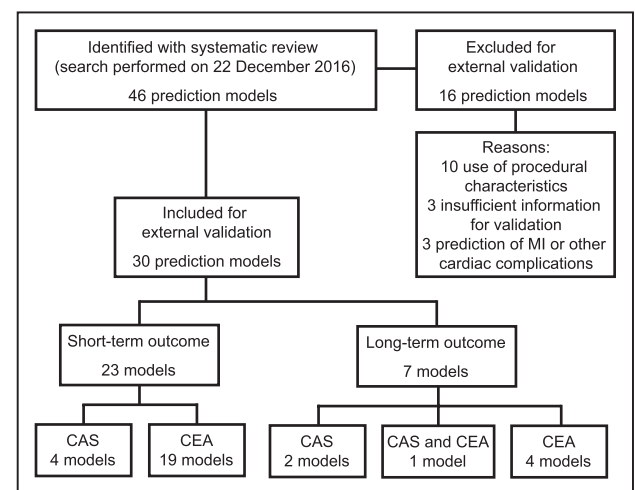 Identified with systematic review
(search performed on 22 December 2016)
46 prediction models
Excluded for
external validation
16 prediction models
Reasons:
10 use of procedural
characteristics
3 insufficient information
for validation
3 prediction of MI or other
cardiac complications
Included for
external validation
30 prediction models
Short-term outcome
23 models
Long-term outcome
7 models
CAS
4 models
CEA
19 models
CAS
2 models
CAS and CEA
1 model
CEA
4 models